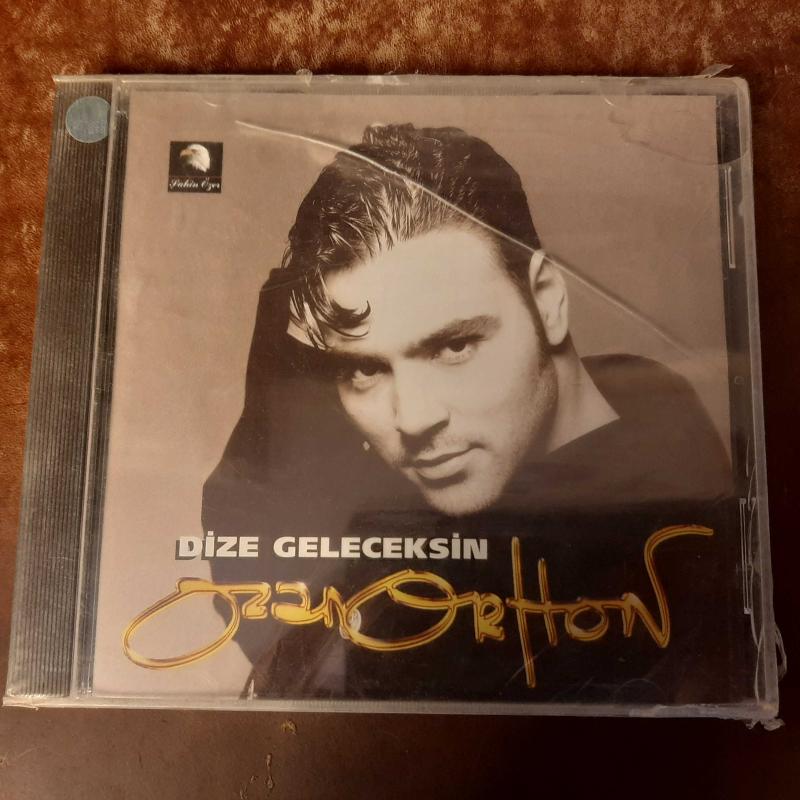 Şahin Özer
DİZE GELECEKSİN
Ozan ORHON